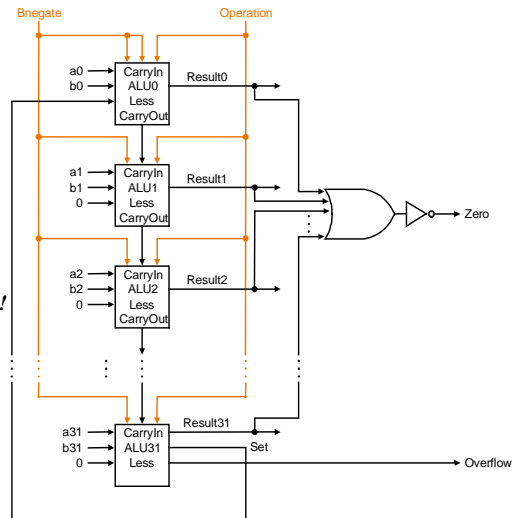 Bnegate Operation
a0 CarryIn Result0
b0 ALU0
Less
CarryOut
a1 CarryIn Result1
b1 ALU1
0 Less
CarryOut
Zero
a2 CarryIn Result2
b2 ALU2
0 Less
CarryOut
!
a31 CarryIn Result31
b31 ALU31 Set
0 Less Overflow